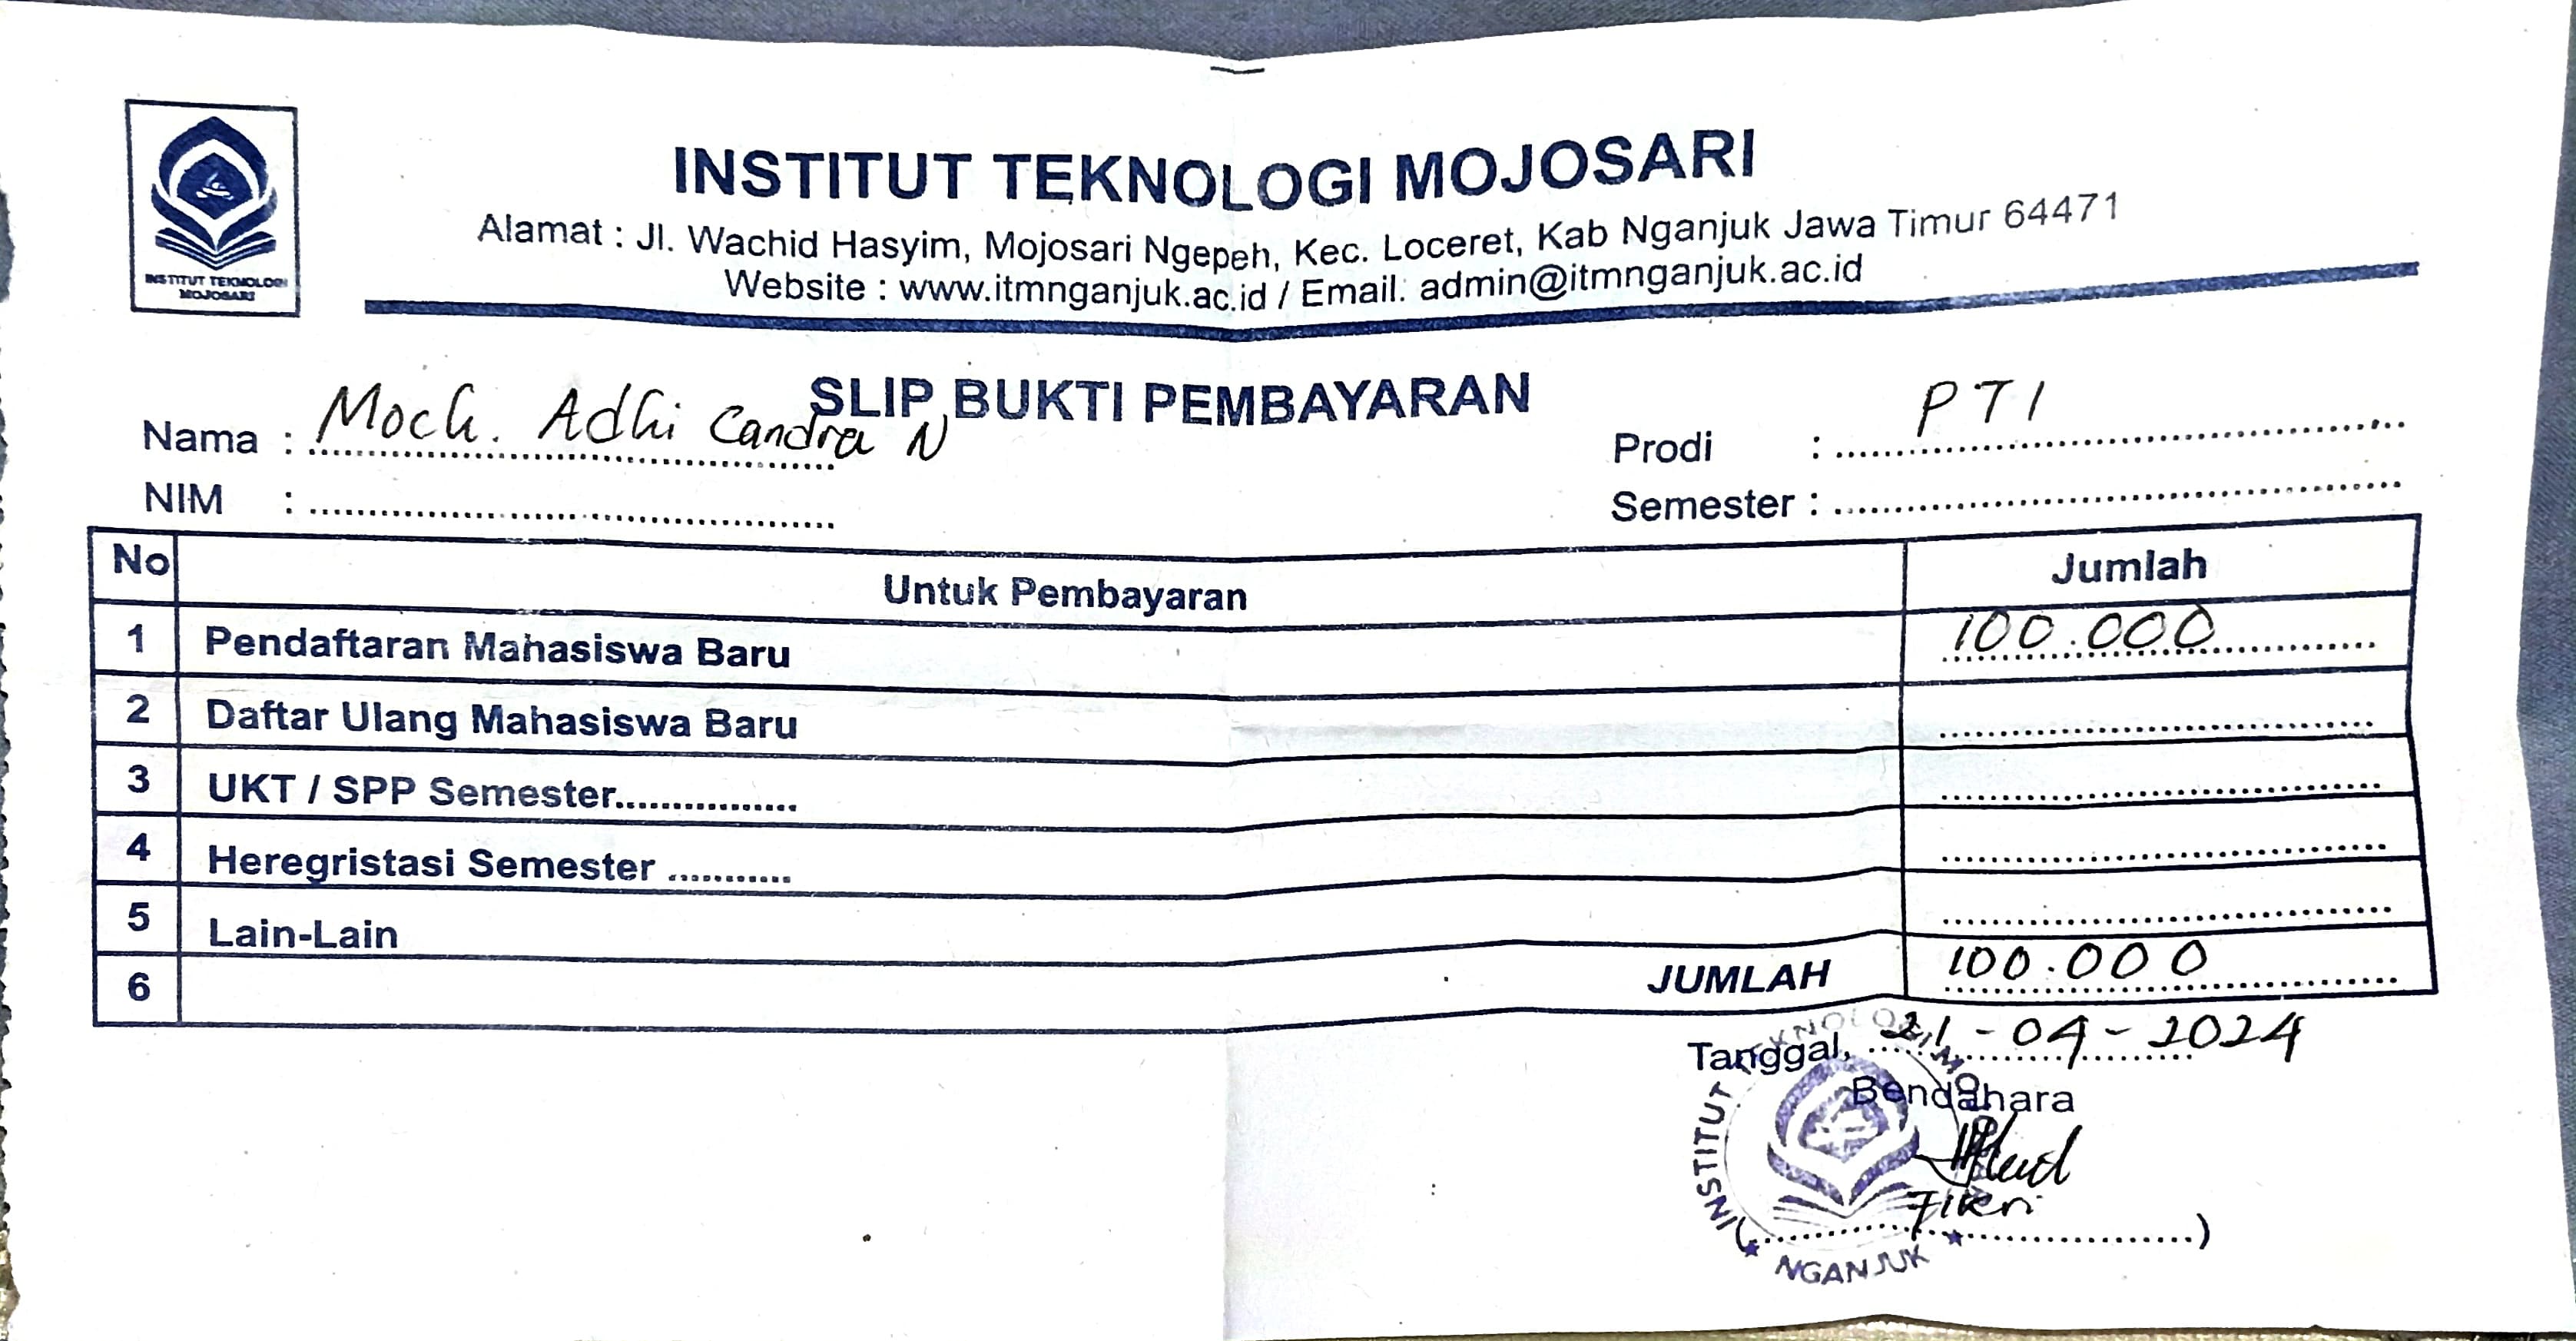 INSTITUT TEKNOLOGI MOJOSARI
INSTITUT TEKNOLOGI MOJOSARI
Alamat : Jl. Wachid Hasyim, Mojosari Ngepeh, Kec. Loceret, Kab Nganjuk Jawa Timur 64471
Website : www.itmnganjuk.ac.id / Email. admin@itmnganjuk.ac.id
SLIP BUKTI PEMBAYARAN
Nama : Moch. Adhi Candra N Prodi : PTI
NIM : Semester :
No Untuk Pembayaran Jumlah
1 Pendaftaran Mahasiswa Baru 100.000
2 Daftar Ulang Mahasiswa Baru
3 UKT / SPP Semester................
4 Heregristasi Semester ...........
5 Lain-Lain
6 JUMLAH 100.000
Tanggal, 21-04-2024
Bendahara
Fikri
INSTITUT TEKNOLOGI MOJOSARI
NGANJUK